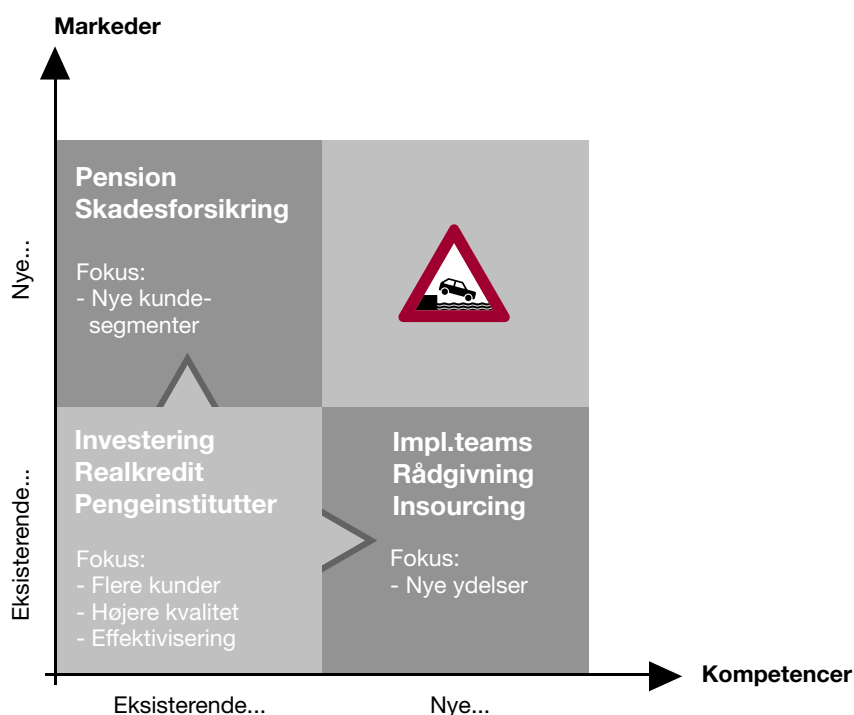 Markeder
Nye...
Pension
Skadesforsikring
Fokus:
- Nye kunde-
segmenter
Eksisterende...
Investering
Realkredit
Pengeinstitutter
Fokus:
- Flere kunder
- Højere kvalitet
- Effektivisering
Impl.teams
Rådgivning
Insourcing
Fokus:
- Nye ydelser
Kompetencer
Eksisterende...
Nye...